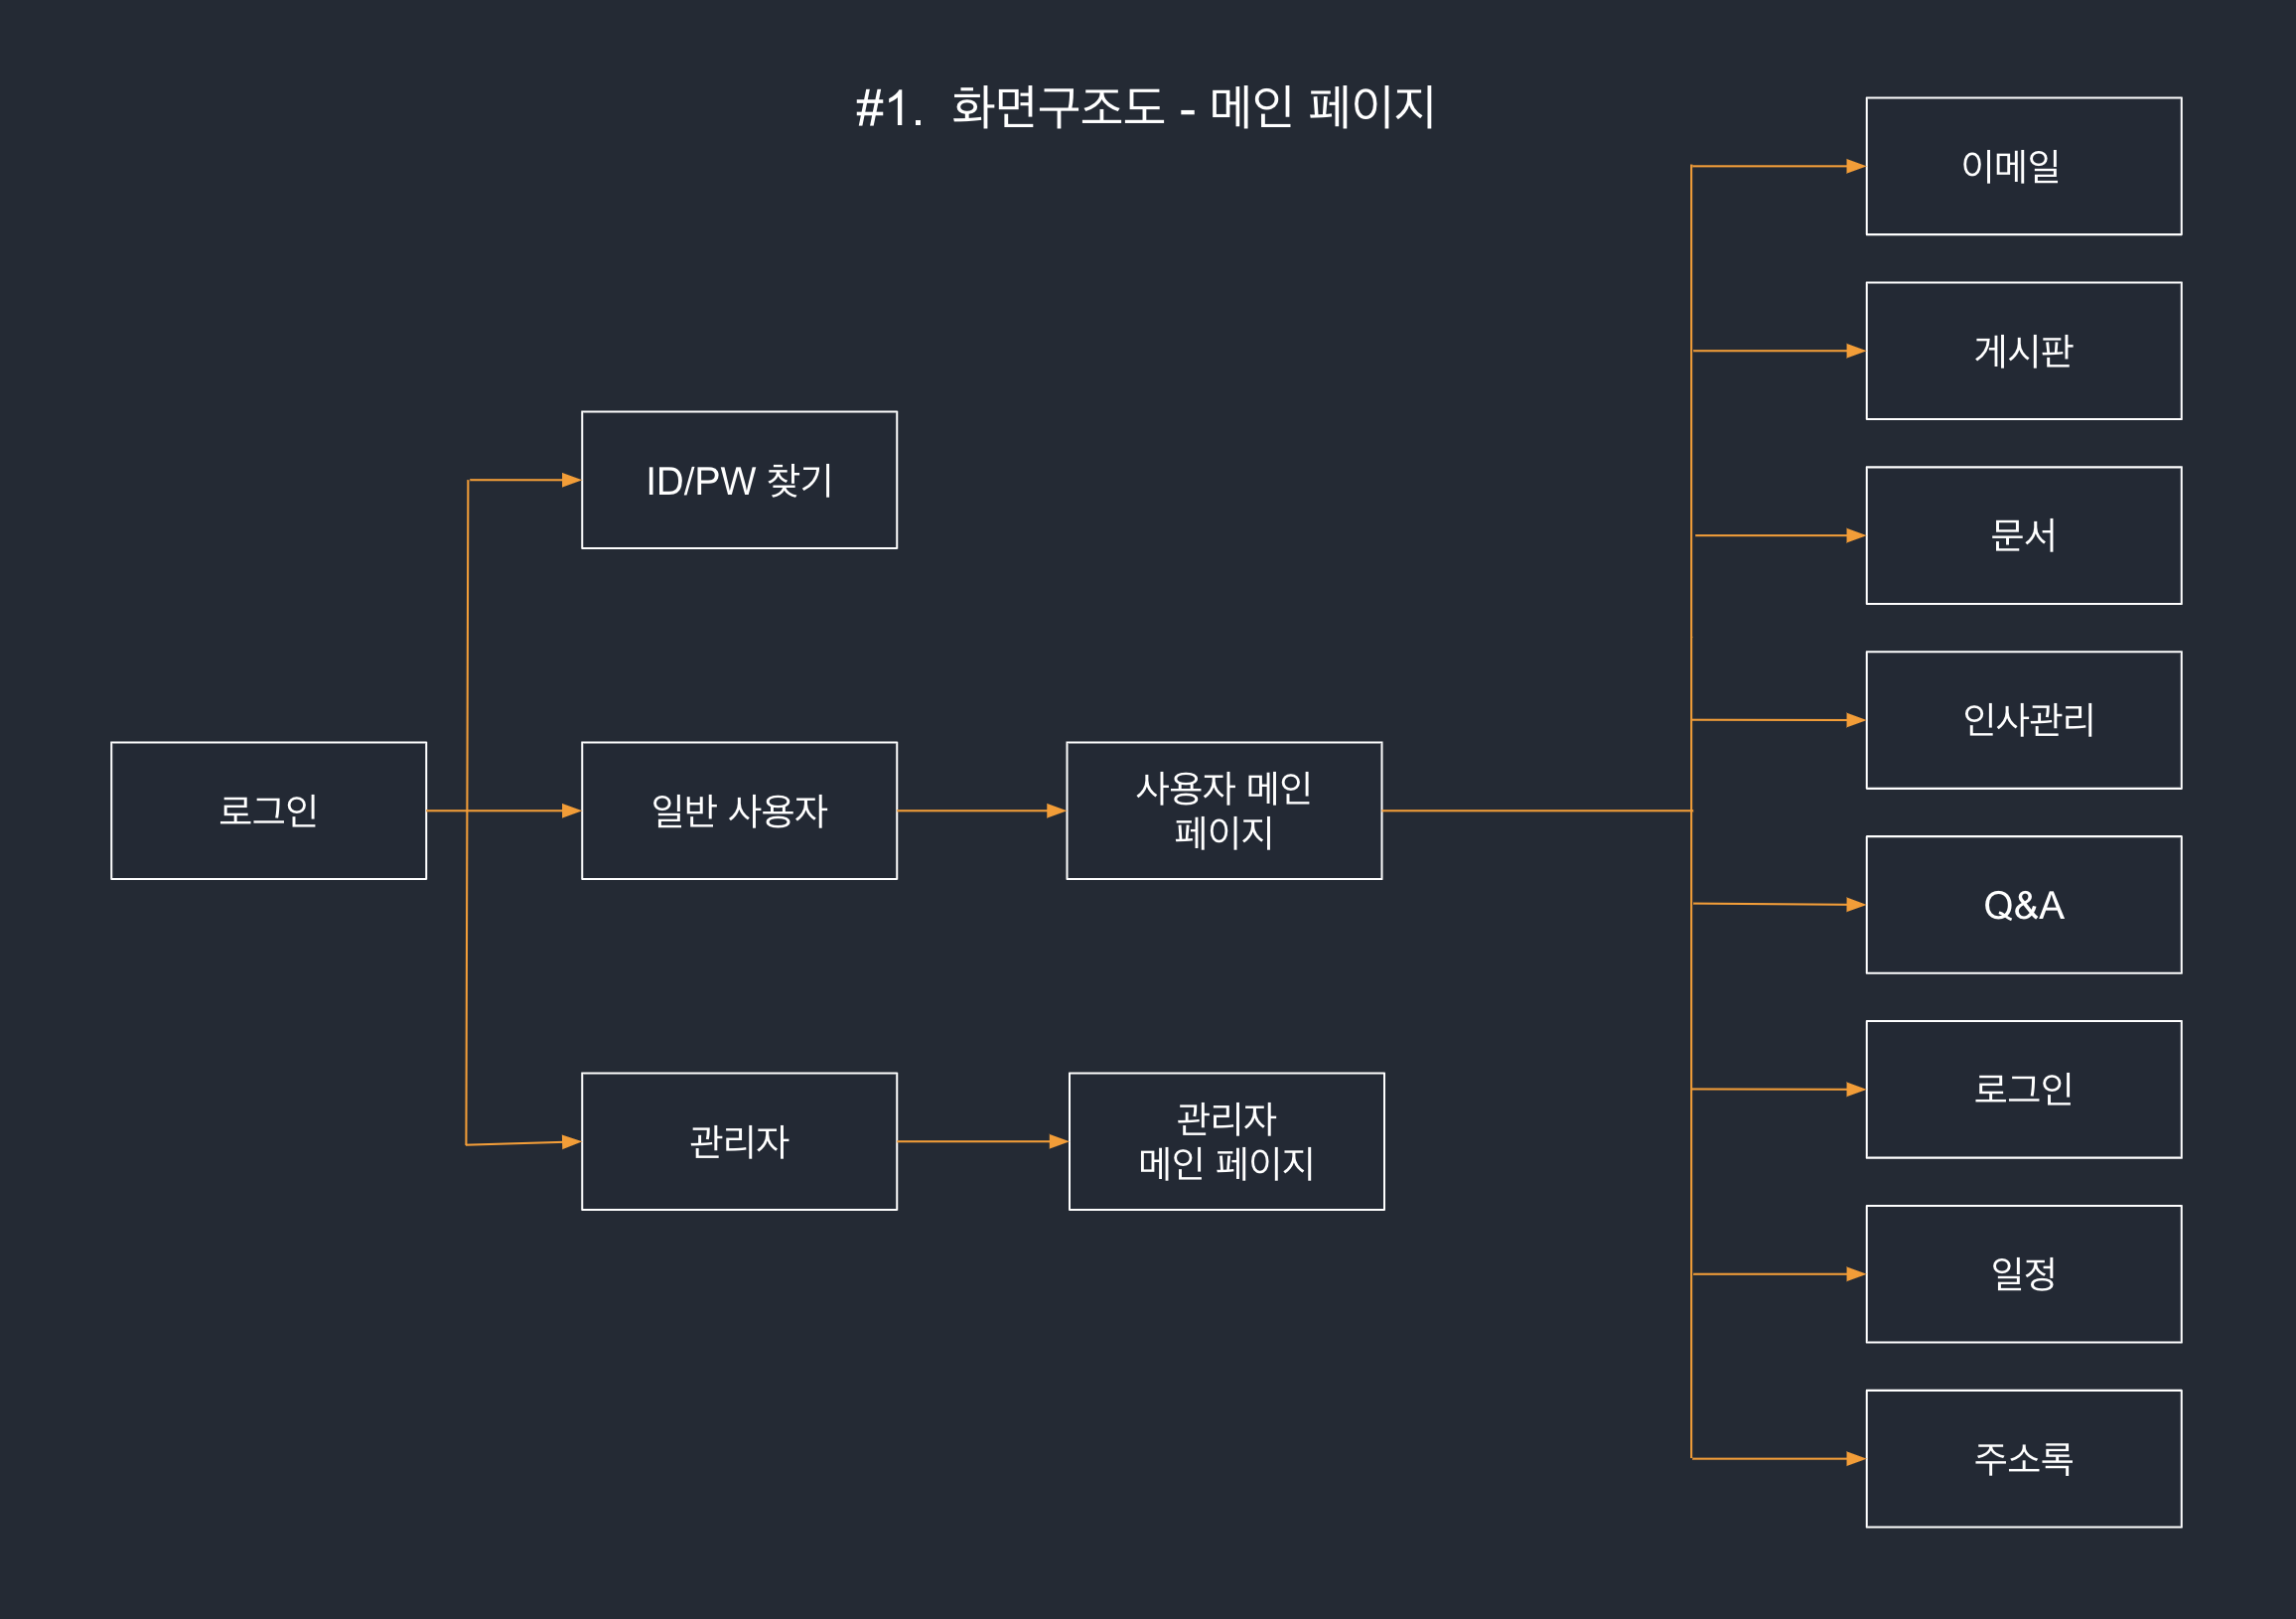 #1. 화면구조도 - 메인 페이지
이메일
게시판
ID/PW 찾기
문서
인사관리
로그인
일반 사용자
사용자 메인
페이지
Q&A
관리자
관리자
메인 페이지
로그인
일정
주소록